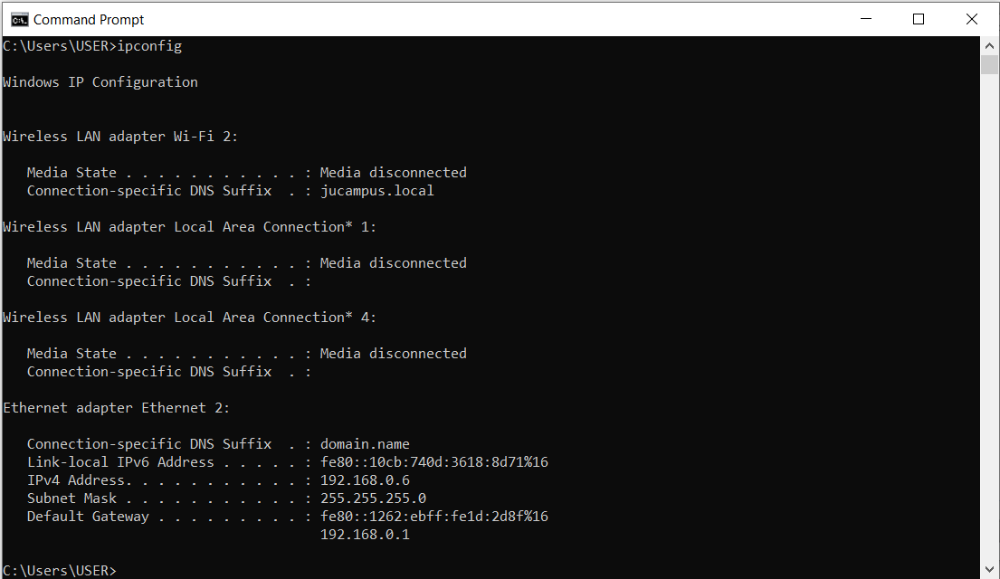 Command Prompt
C:\Users\USER>ipconfig
Windows IP Configuration
Wireless LAN adapter Wi-Fi 2:
   Media State . . . . . . . . . . . : Media disconnected
   Connection-specific DNS Suffix  . : jucampus.local
Wireless LAN adapter Local Area Connection* 1:
   Media State . . . . . . . . . . . : Media disconnected
   Connection-specific DNS Suffix  . :
Wireless LAN adapter Local Area Connection* 4:
   Media State . . . . . . . . . . . : Media disconnected
   Connection-specific DNS Suffix  . :
Ethernet adapter Ethernet 2:
   Connection-specific DNS Suffix  . : domain.name
   Link-local IPv6 Address . . . . . : fe80::10cb:740d:3618:8d71%16
   IPv4 Address. . . . . . . . . . . : 192.168.0.6
   Subnet Mask . . . . . . . . . . . : 255.255.255.0
   Default Gateway . . . . . . . . . : fe80::1262:ebff:fe1d:2d8f%16
                                       192.168.0.1
C:\Users\USER>